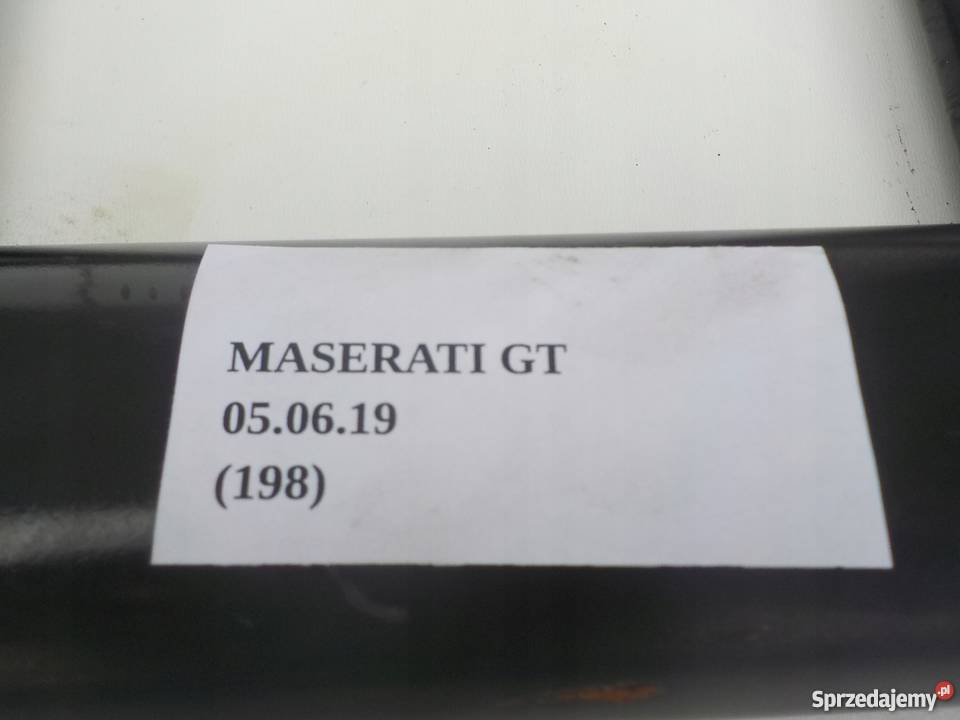 MASERATI GT
05.06.19
(198)
Sprzedajemy.pl